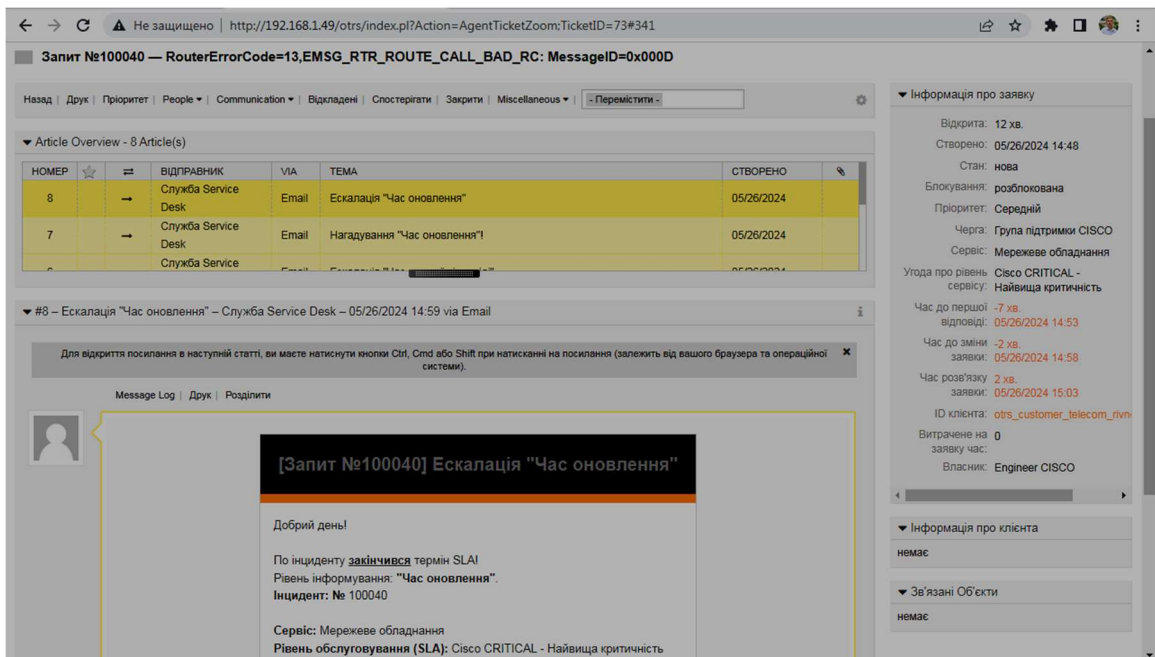 Не защищено | http://192.168.1.49/otrs/index.pl?Action=AgentTicketZoom;TicketID=73#341
Запит №100040 — RouterErrorCode=13,EMSG_RTR_ROUTE_CALL_BAD_RC: MessageID=0x000D
Назад | Друк | Пріоритет | People | Communication | Відкладені | Спостерігати | Закрити | Miscellaneous | - Перемістити -
Article Overview - 8 Article(s)
НОМЕР ВІДПРАВНИК VIA ТЕМА СТВОРЕНО
8 Служба Service Desk Email Ескалація "Час оновлення" 05/26/2024
7 Служба Service Desk Email Нагадування "Час оновлення"! 05/26/2024
Служба Service
#8 – Ескалація "Час оновлення" – Служба Service Desk – 05/26/2024 14:59 via Email
Для відкриття посилання в наступній статті, ви маєте натиснути кнопки Ctrl, Cmd або Shift при натисканні на посилання (залежить від вашого браузера та операційної
системи).
Message Log | Друк | Розділити
[Запит №100040] Ескалація "Час оновлення"
Добрий день!
По інциденту закінчився термін SLA!
Рівень інформування: "Час оновлення".
Інцидент: № 100040
Сервіс: Мережеве обладнання
Рівень обслуговування (SLA): Cisco CRITICAL - Найвища критичність
Інформація про заявку
Відкрита: 12 хв.
Створено: 05/26/2024 14:48
Стан: нова
Блокування: розблокована
Пріоритет: Середній
Черга: Група підтримки CISCO
Сервіс: Мережеве обладнання
Угода про рівень Cisco CRITICAL -
сервісу: Найвища критичність
Час до першої -7 хв.
відповіді: 05/26/2024 14:53
Час до зміни -2 хв.
заявки: 05/26/2024 14:58
Час розв'язку 2 хв.
заявки: 05/26/2024 15:03
ID клієнта: otrs_customer_telecom_rivn
Витрачене на 0
заявку час:
Власник: Engineer CISCO
Інформація про клієнта
немає
Зв'язані Об'єкти
немає